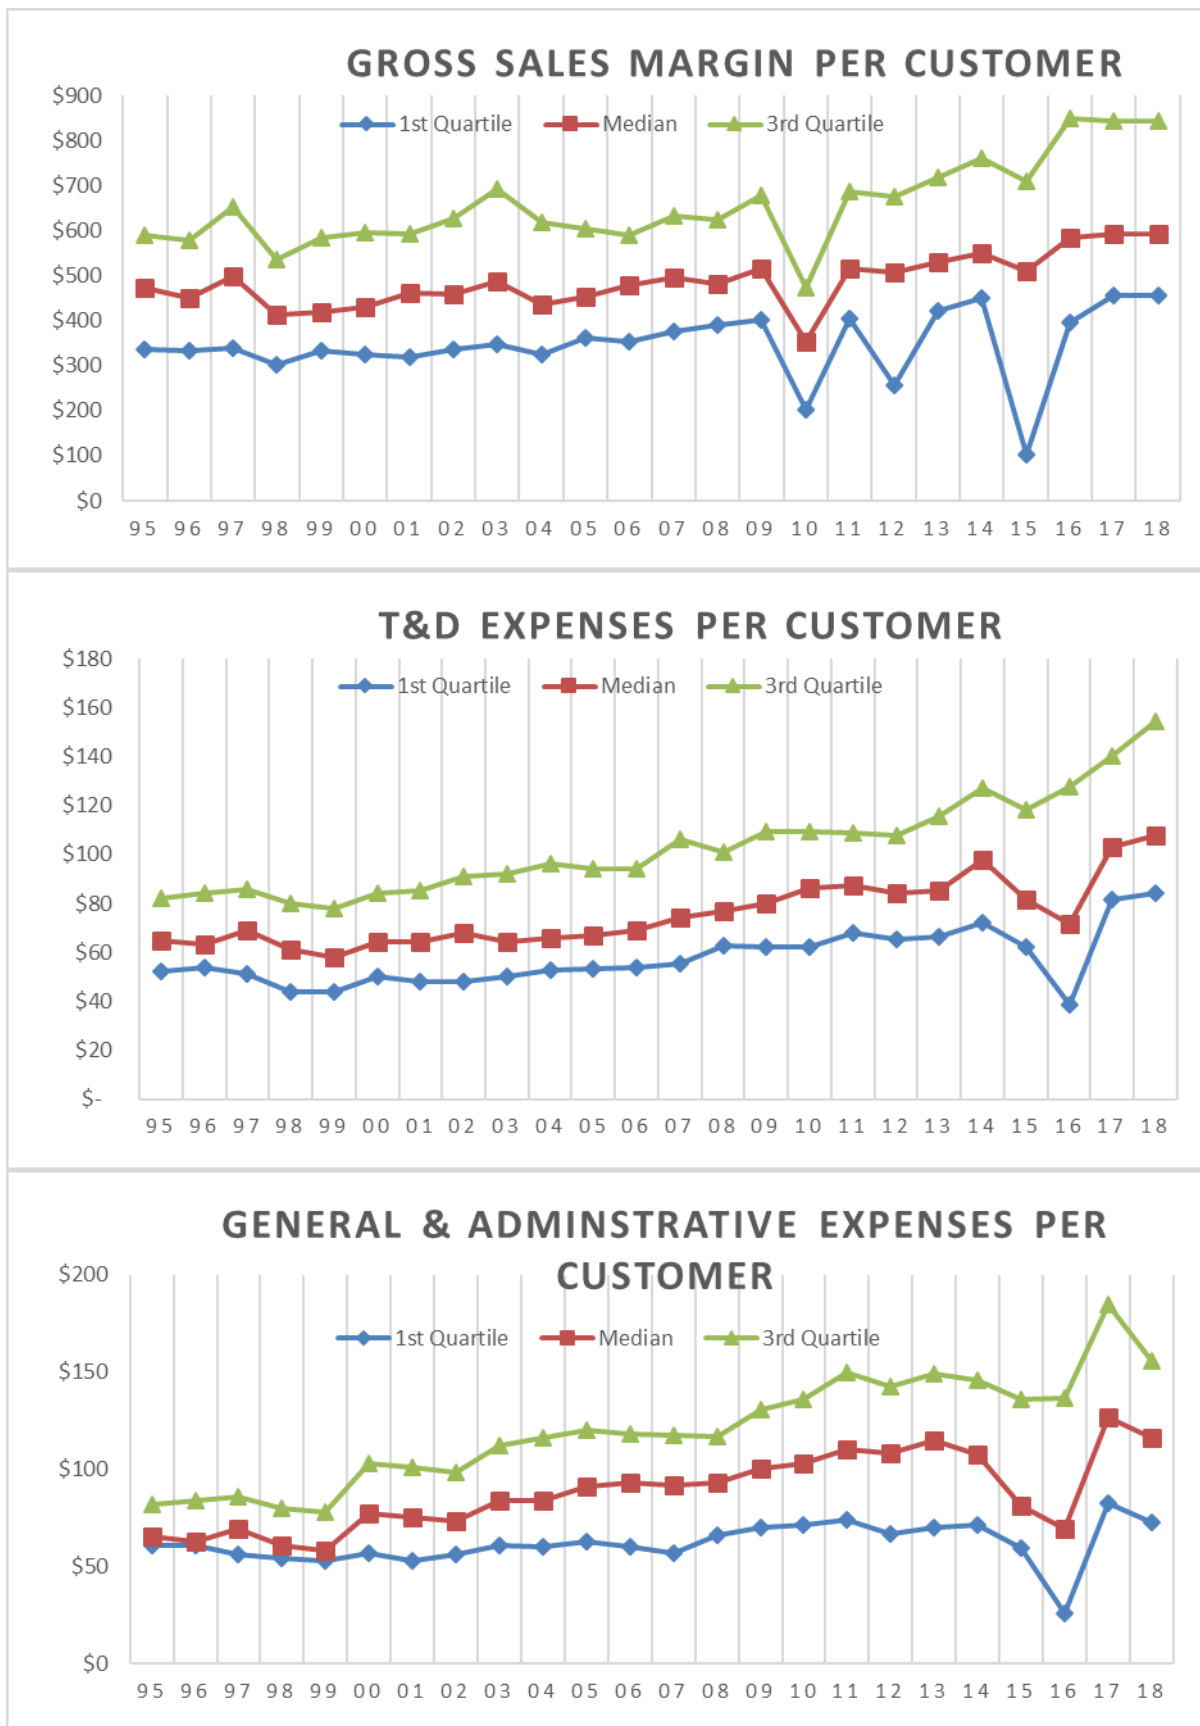 GROSS SALES MARGIN PER CUSTOMER
$900
1st Quartile Median 3rd Quartile
$800
$700
$600
$500
$400
$300
$200
$100
$0
95 96 97 98 99 00 01 02 03 04 05 06 07 08 09 10 11 12 13 14 15 16 17 18
T&D EXPENSES PER CUSTOMER
$180
1st Quartile Median 3rd Quartile
$160
$140
$120
$100
$80
$60
$40
$20
$-
95 96 97 98 99 00 01 02 03 04 05 06 07 08 09 10 11 12 13 14 15 16 17 18
GENERAL & ADMINSTRATIVE EXPENSES PER
CUSTOMER
$200
1st Quartile Median 3rd Quartile
$150
$100
$50
$0
95 96 97 98 99 00 01 02 03 04 05 06 07 08 09 10 11 12 13 14 15 16 17 18